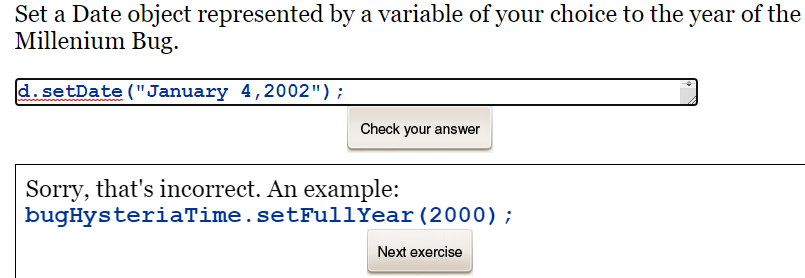 Set a Date object represented by a variable of your choice to the year of the
Millenium Bug.
d.setDate("January 4,2002");
Check your answer
Sorry, that's incorrect. An example:
bugHysteriaTime.setFullYear(2000);
Next exercise